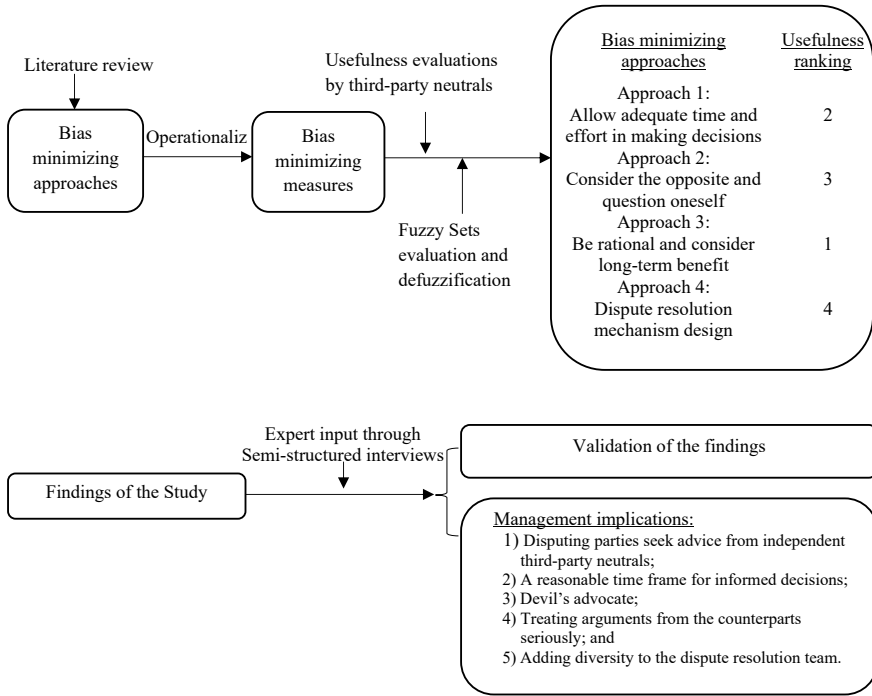 Literature review
Bias
minimizing
approaches
Operationaliz
Bias
minimizing
measures
Usefulness evaluations
by third-party neutrals
Fuzzy Sets
evaluation and
defuzzification
Bias minimizing
approaches
Usefulness
ranking
Approach 1:
Allow adequate time and
effort in making decisions
2
Approach 2:
Consider the opposite and
question oneself
3
Approach 3:
Be rational and consider
long-term benefit
1
Approach 4:
Dispute resolution
mechanism design
4
Findings of the Study
Expert input through
Semi-structured interviews
Validation of the findings
Management implications:
1) Disputing parties seek advice from independent
third-party neutrals;
2) A reasonable time frame for informed decisions;
3) Devil’s advocate;
4) Treating arguments from the counterparts
seriously; and
5) Adding diversity to the dispute resolution team.